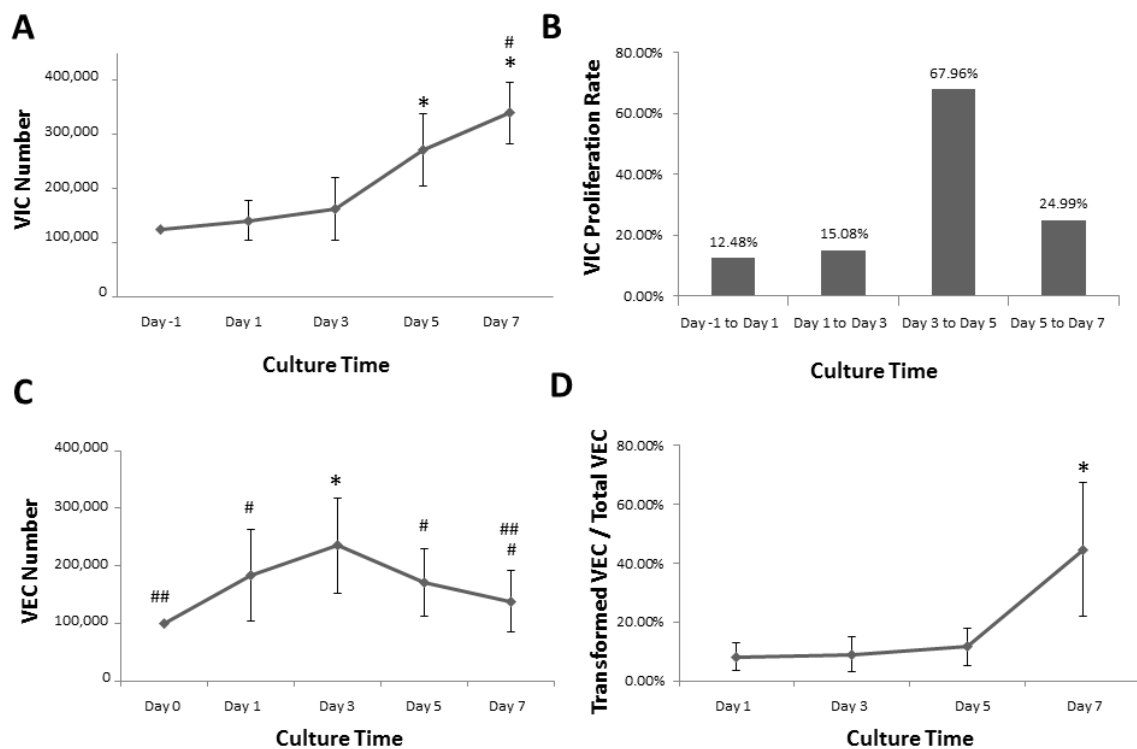 A
VIC Number
400,000
300,000
200,000
100,000
0
*
#
*
Day -1 Day 1 Day 3 Day 5 Day 7
Culture Time
B
VIC Proliferation Rate
80.00%
60.00%
40.00%
20.00%
0.00%
12.48%
15.08%
67.96%
24.99%
Day -1 to Day 1 Day 1 to Day 3 Day 3 to Day 5 Day 5 to Day 7
Culture Time
C
VEC Number
400,000
300,000
200,000
100,000
0
##
#
*
#
##
#
Day 0 Day 1 Day 3 Day 5 Day 7
Culture Time
D
Transformed VEC / Total VEC
80.00%
60.00%
40.00%
20.00%
0.00%
*
Day 1 Day 3 Day 5 Day 7
Culture Time